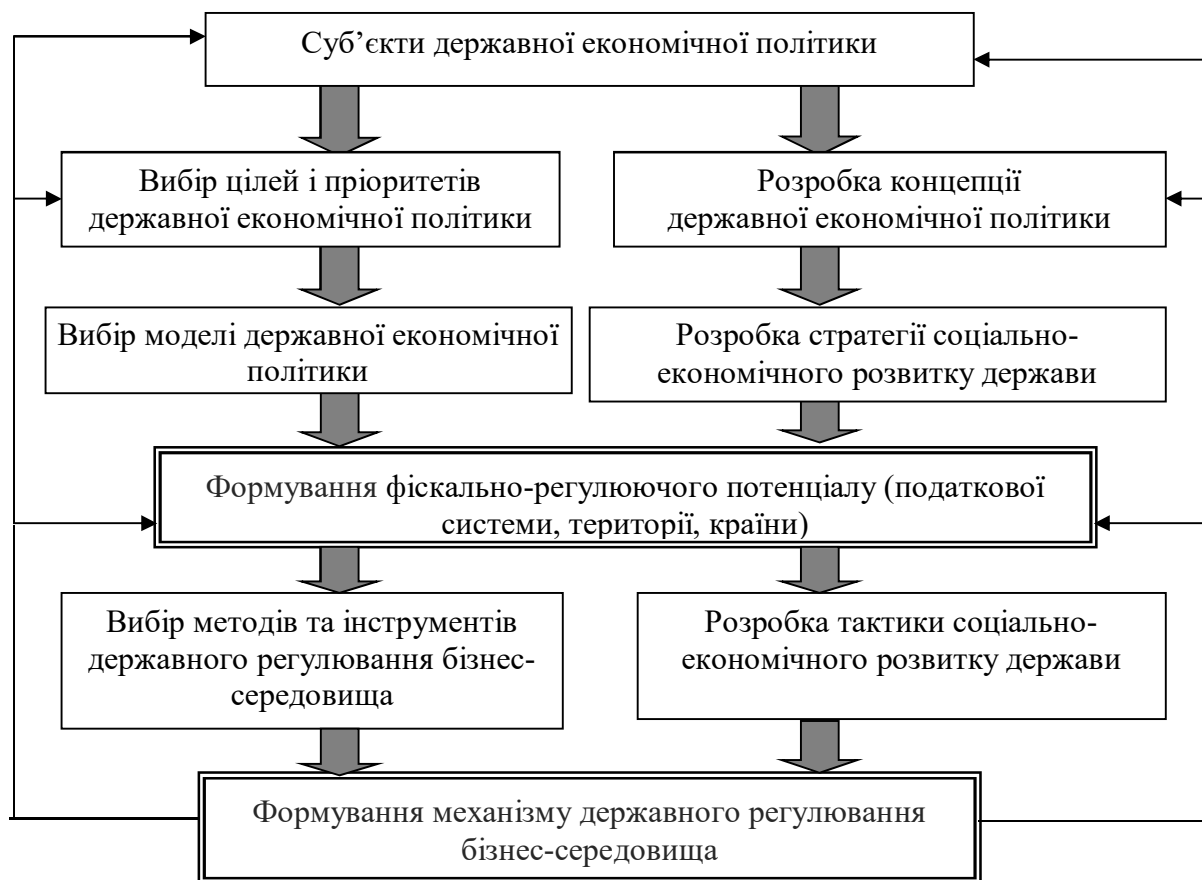 Суб’єкти державної економічної політики
Вибір цілей і пріоритетів
державної економічної політики
Розробка концепції
державної економічної політики
Вибір моделі державної економічної
політики
Розробка стратегії соціально-
економічного розвитку держави
Формування фіскально-регулюючого потенціалу (податкової
системи, території, країни)
Вибір методів та інструментів
державного регулювання бізнес-
середовища
Розробка тактики соціально-
економічного розвитку держави
Формування механізму державного регулювання
бізнес-середовища